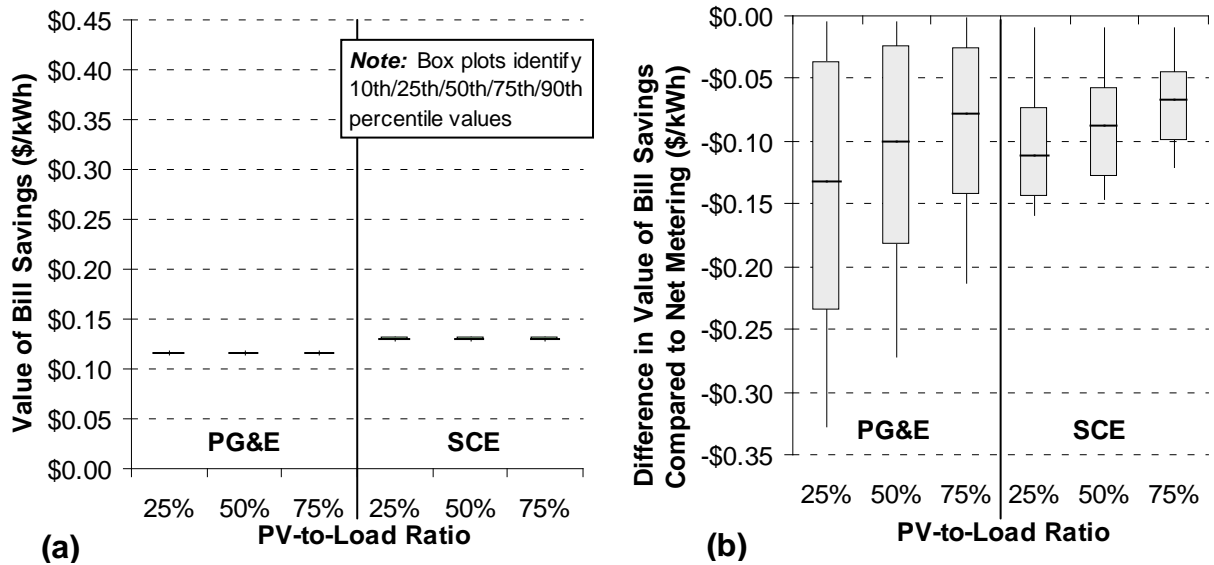 Value of Bill Savings ($/kWh)
$0.45
$0.40
$0.35
$0.30
$0.25
$0.20
$0.15
$0.10
$0.05
$0.00
Note: Box plots identify
10th/25th/50th/75th/90th
percentile values
PG&E
SCE
25%
50%
75%
25%
50%
75%
PV-to-Load Ratio
(a)
Difference in Value of Bill Savings
Compared to Net Metering ($/kWh)
$0.00
-$0.05
-$0.10
-$0.15
-$0.20
-$0.25
-$0.30
-$0.35
PG&E
SCE
25%
50%
75%
25%
50%
75%
PV-to-Load Ratio
(b)